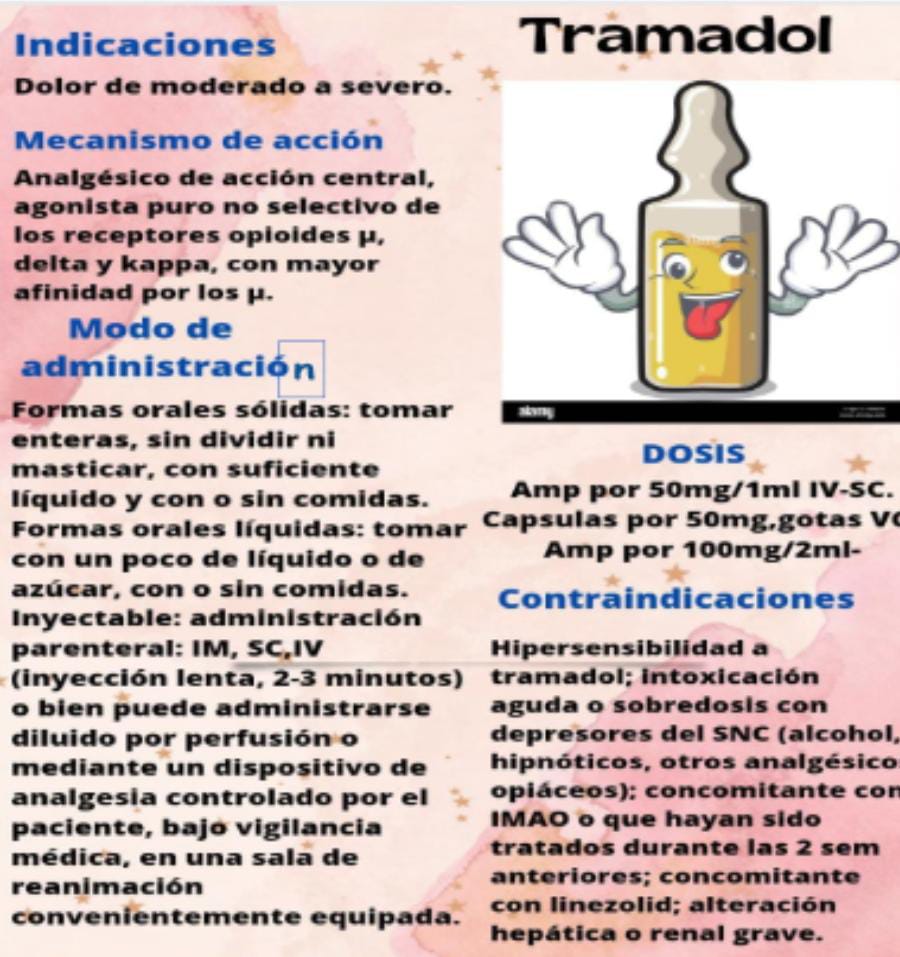 Indicaciones
Dolor de moderado a severo.
Mecanismo de acción
Analgésico de acción central,
agonista puro no selectivo de
los receptores opioides µ,
delta y kappa, con mayor
afinidad por los µ.
Modo de
administración
Formas orales sólidas: tomar
enteras, sin dividir ni
masticar, con suficiente
líquido y con o sin comidas.
Formas orales líquidas: tomar
con un poco de líquido o de
azúcar, con o sin comidas.
Inyectable: administración
parenteral: IM, SC,IV
(inyección lenta, 2-3 minutos)
o bien puede administrarse
diluido por perfusión o
mediante un dispositivo de
analgesia controlado por el
paciente, bajo vigilancia
médica, en una sala de
reanimación
convenientemente equipada.
Tramadol
alamy
DOSIS
Amp por 50mg/1ml IV-SC.
Capsulas por 50mg,gotas VO
Amp por 100mg/2ml-
Contraindicaciones
Hipersensibilidad a
tramadol; intoxicación
aguda o sobredosis con
depresores del SNC (alcohol,
hipnóticos, otros analgésico
opiáceos); concomitante con
IMAO o que hayan sido
tratados durante las 2 sem
anteriores; concomitante
con linezolid; alteración
hepática o renal grave.